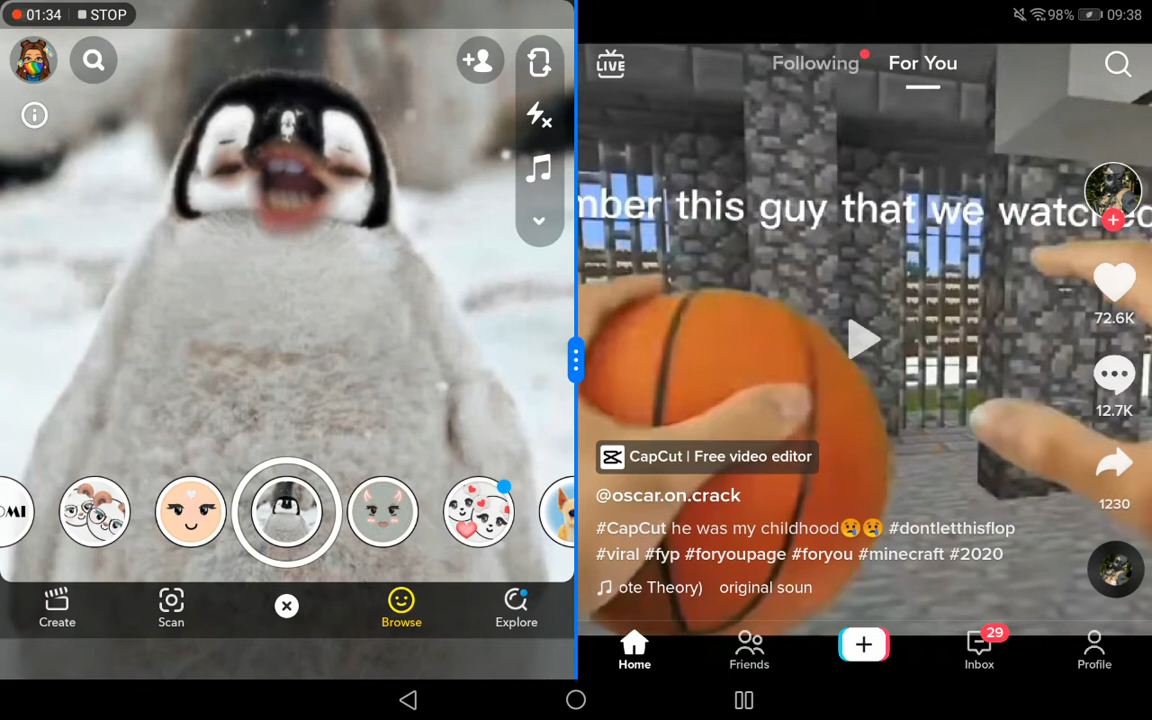 01:34 STOP
98% 09:38
LIVE Following For You
mber this guy that we watched
72.6K
12.7K
CapCut | Free video editor
@oscar.on.crack
1230
#CapCut he was my childhood😢😢 #dontletthisflop
#viral #fyp #foryoupage #foryou #minecraft #2020
ote Theory) original soun
OMI
Create Scan Browse Explore
Home Friends 29 Inbox Profile